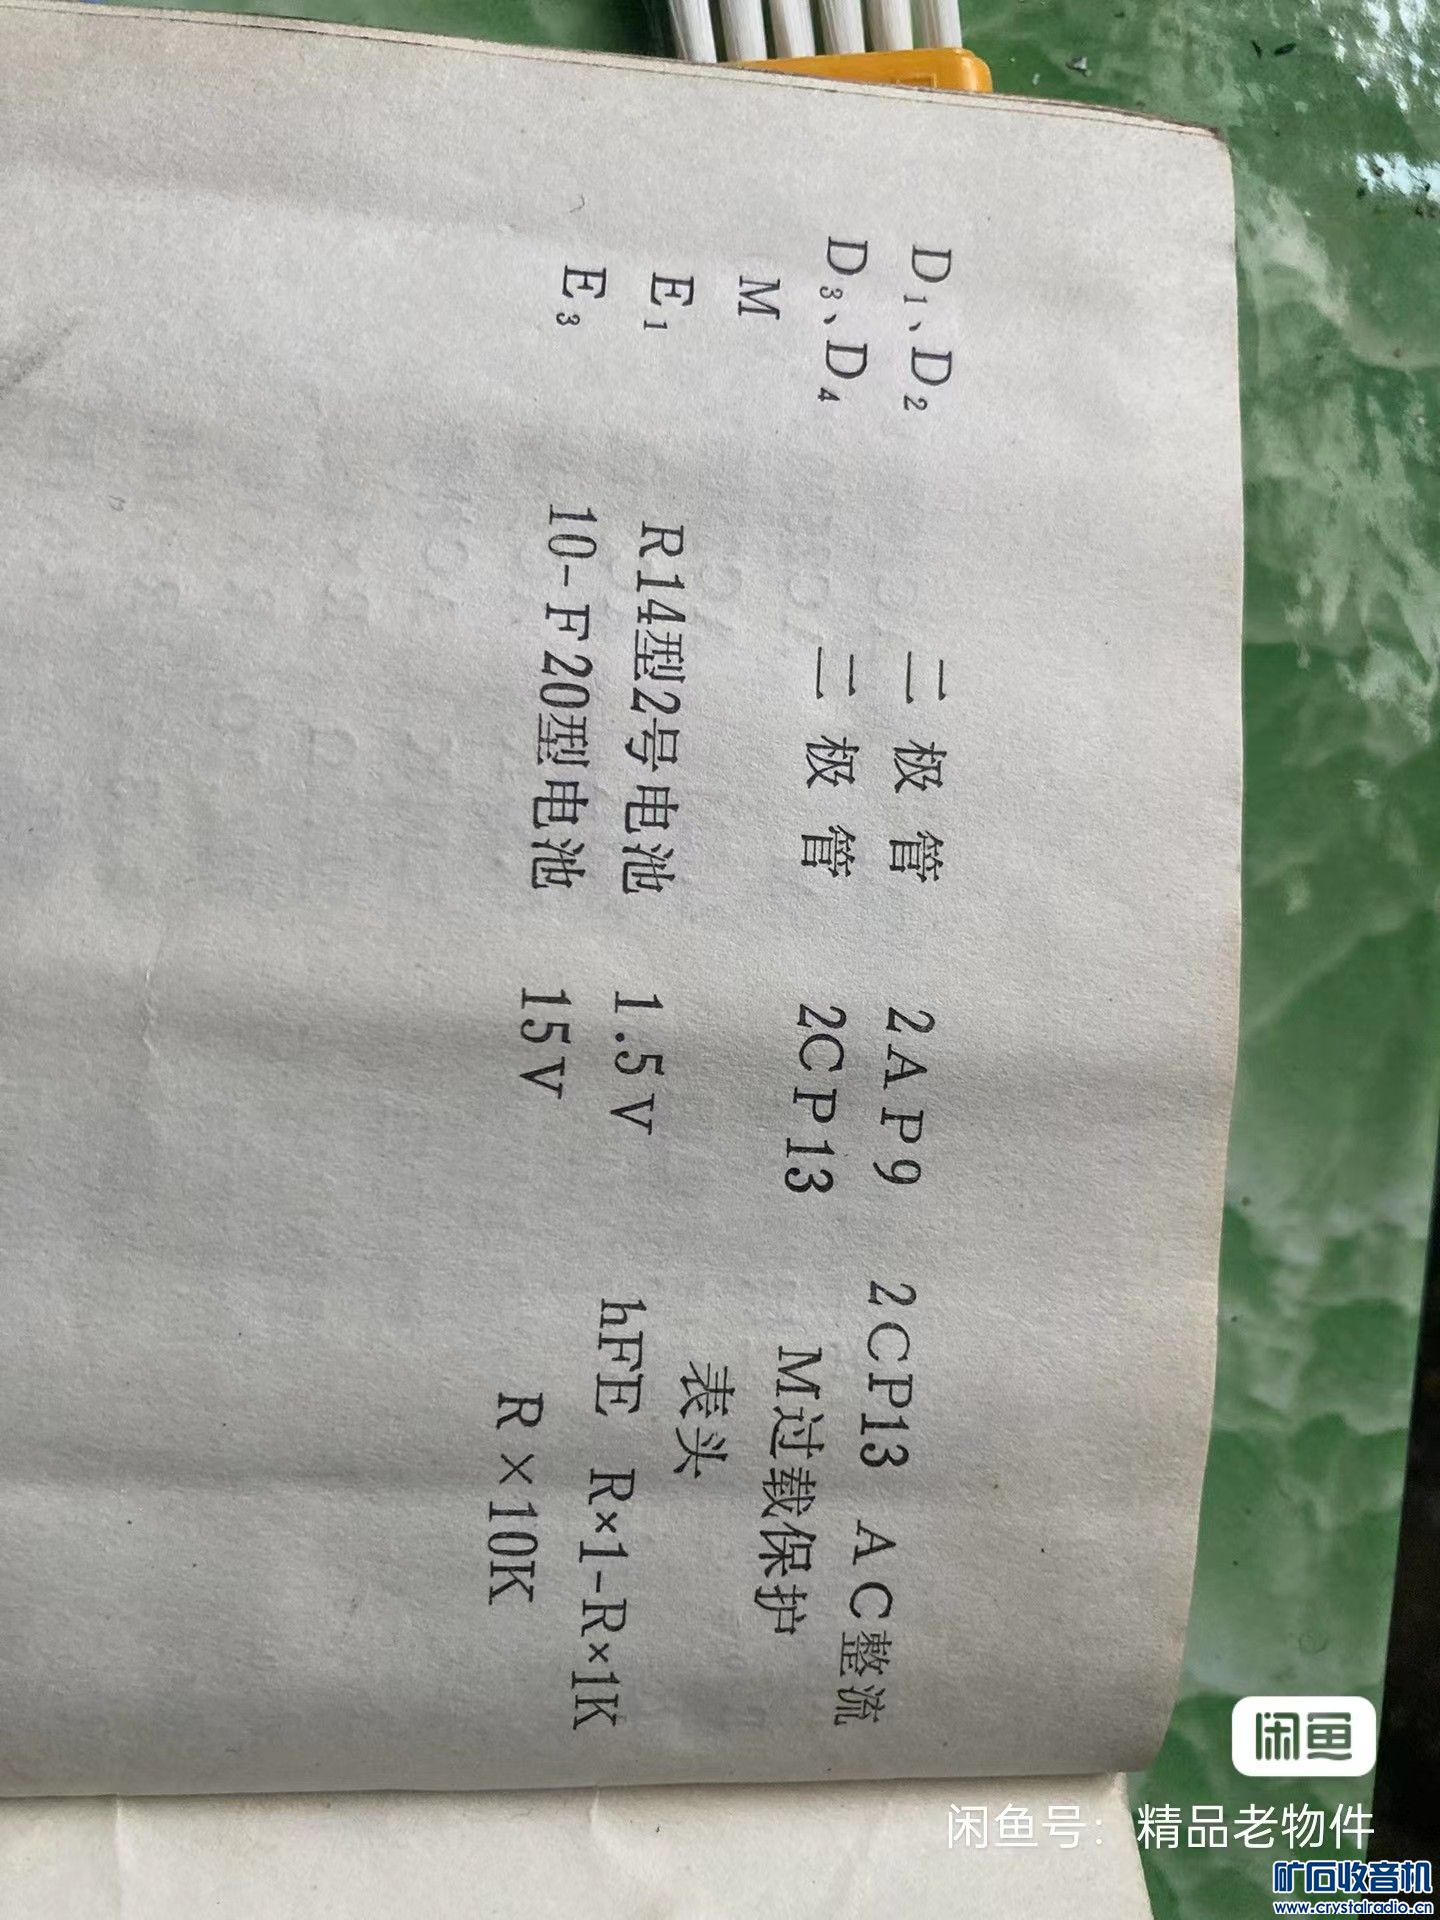 D₁、D₂ 二极管 2AP9 2CP13 AC整流
D₃、D₄ 二极管 2CP13 M过载保护
M 表头
E₁ R14型2号电池 1.5V hFE R×1-R×1K
E₃ 10-F20型电池 15V R×10K
闲鱼
闲鱼号：精品老物件
矿石收音机
www.crystalradio.cn